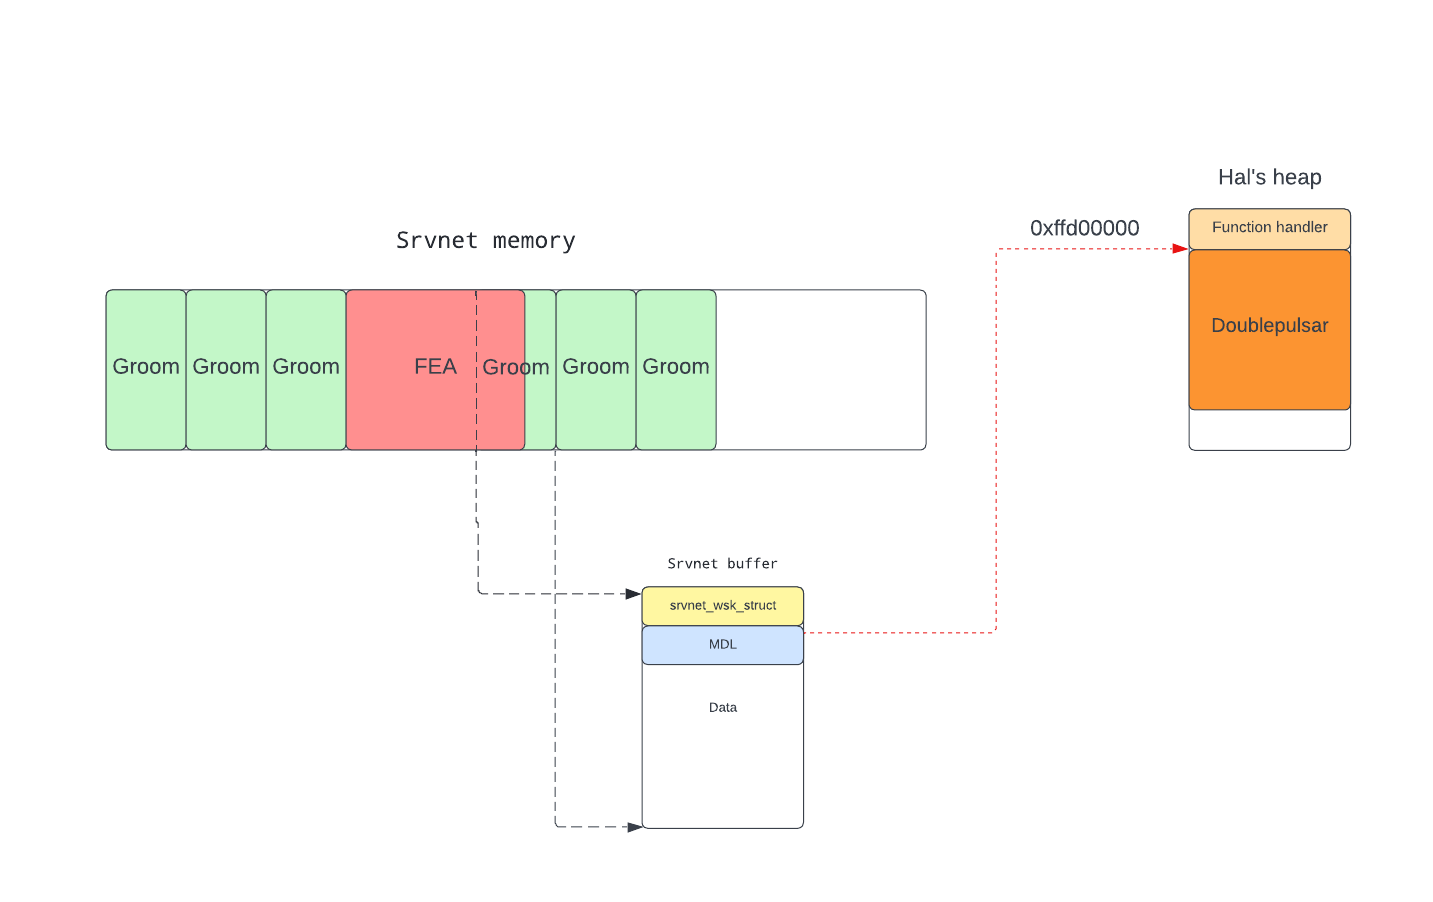 Hal's heap
0xffd00000
Function handler
Srvnet memory
Doublepulsar
Groom
Groom
Groom
FEA
Groom
Groom
Groom
Srvnet buffer
srvnet_wsk_struct
MDL
Data